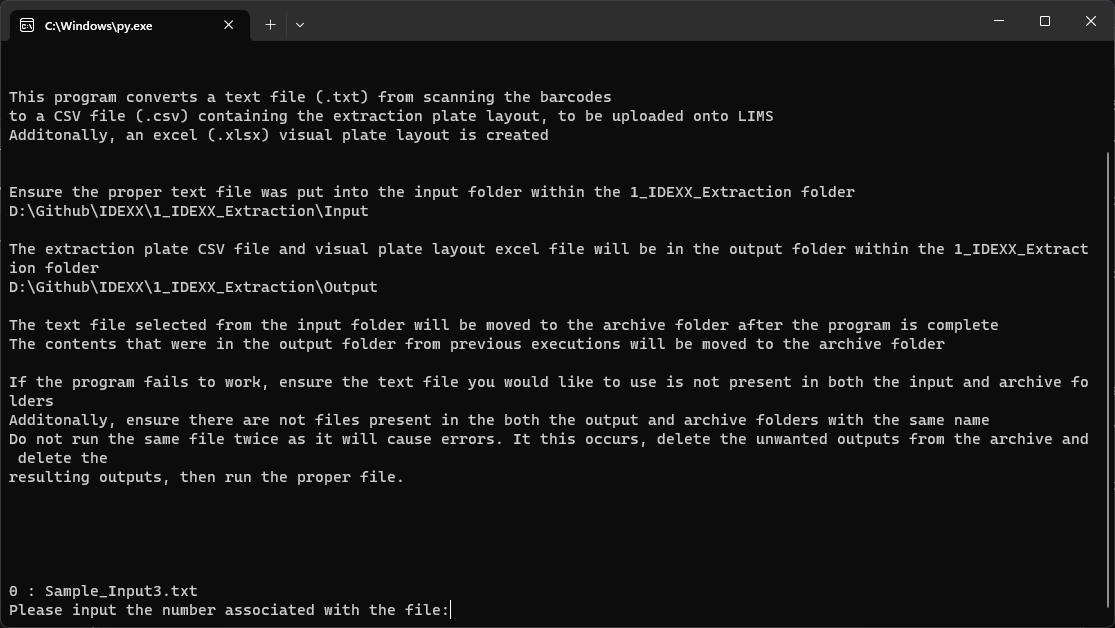 C:\Windows\py.exe
This program converts a text file (.txt) from scanning the barcodes
to a CSV file (.csv) containing the extraction plate layout, to be uploaded onto LIMS
Additonally, an excel (.xlsx) visual plate layout is created
Ensure the proper text file was put into the input folder within the 1_IDEXX_Extraction folder
D:\Github\IDEXX\1_IDEXX_Extraction\Input
The extraction plate CSV file and visual plate layout excel file will be in the output folder within the 1_IDEXX_Extract
ion folder
D:\Github\IDEXX\1_IDEXX_Extraction\Output
The text file selected from the input folder will be moved to the archive folder after the program is complete
The contents that were in the output folder from previous executions will be moved to the archive folder
If the program fails to work, ensure the text file you would like to use is not present in both the input and archive fo
lders
Additonally, ensure there are not files present in the both the output and archive folders with the same name
Do not run the same file twice as it will cause errors. It this occurs, delete the unwanted outputs from the archive and
 delete the
resulting outputs, then run the proper file.
0 : Sample_Input3.txt
Please input the number associated with the file: